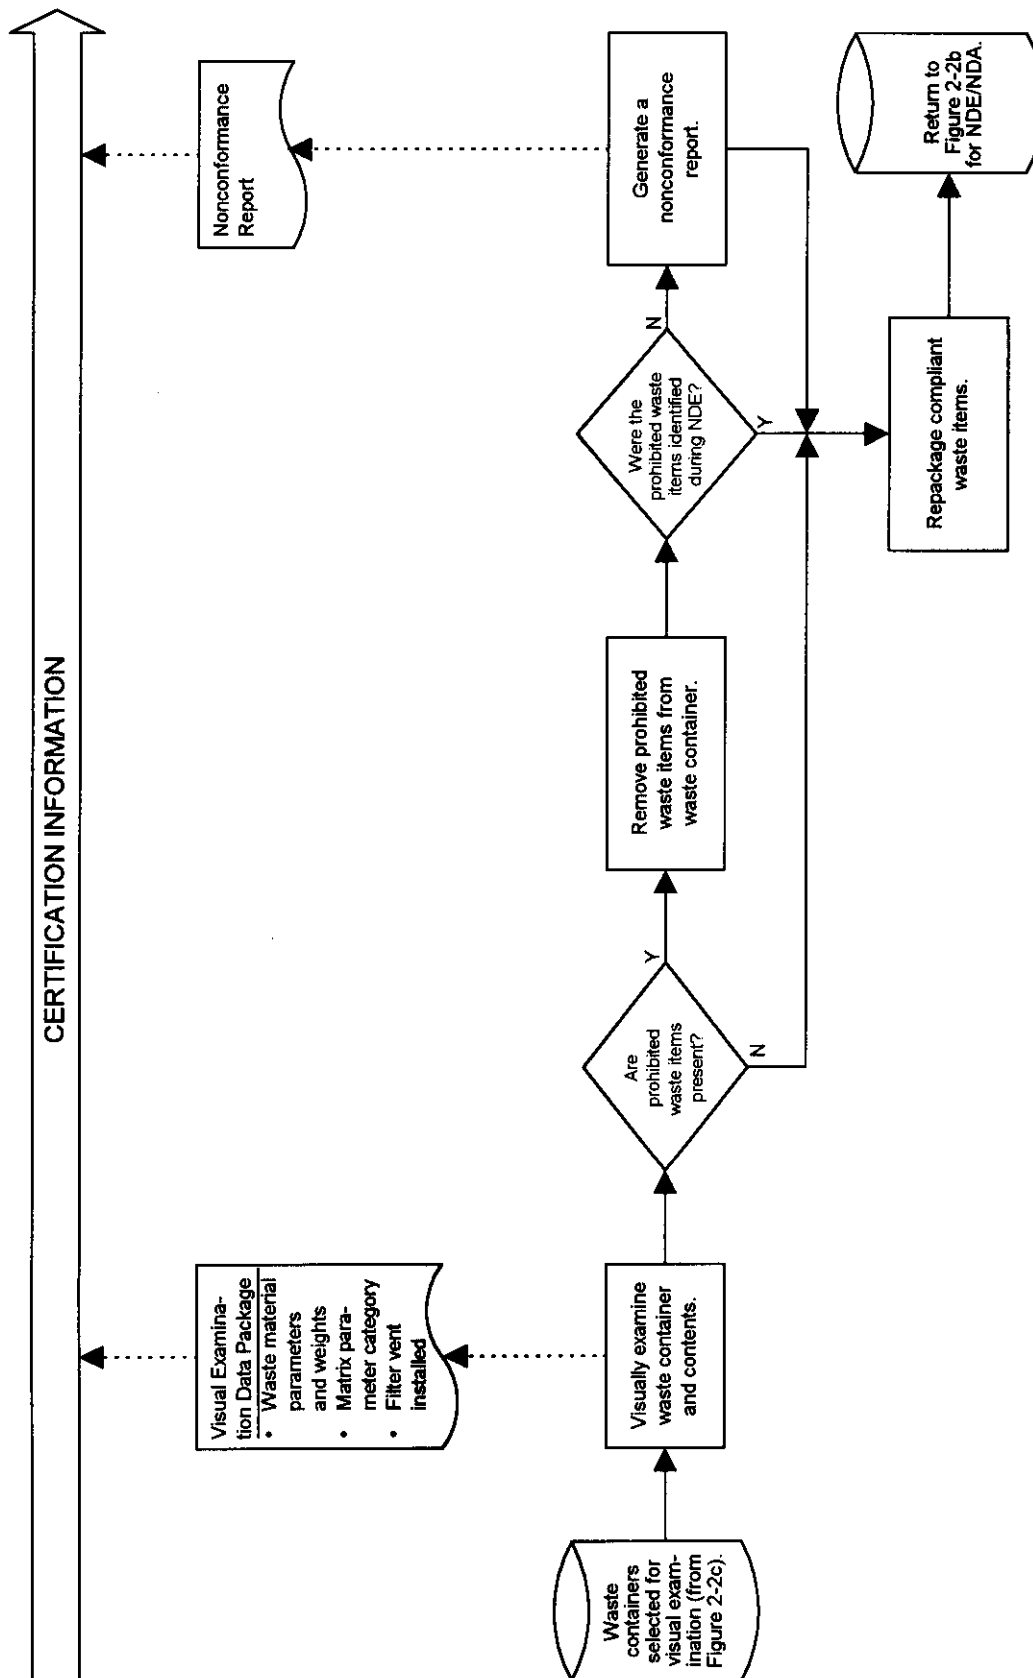 CERTIFICATION INFORMATION
Visual Examina-
tion Data Package
• Waste material
parameters
and weights
• Matrix para-
meter category
• Filter vent
installed
Nonconformance
Report
Waste
containers
selected for
visual exam-
ination (from
Figure 2-2c).
Visually examine
waste container
and contents.
Are
prohibited
waste items
present?
Y
N
Remove prohibited
waste items from
waste container.
Were the
prohibited waste
items identified
during NDE?
N
Y
Generate a
nonconformance
report.
Repackage compliant
waste items.
Return to
Figure 2-2b
for NDE/NDA.